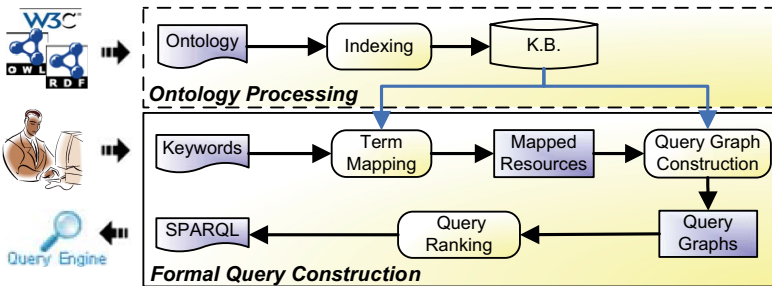 W3C
OWL
RDF
Ontology
Indexing
K.B.
Ontology Processing
Keywords
Term
Mapping
Mapped
Resources
Query Graph
Construction
SPARQL
Query
Ranking
Query
Graphs
Query Engine
Formal Query Construction